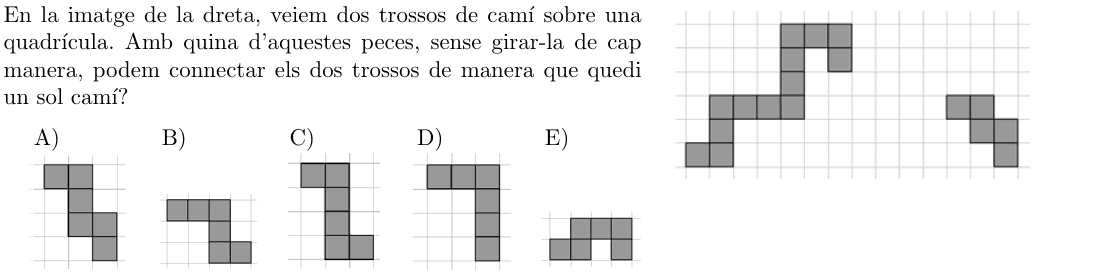 En la imatge de la dreta, veiem dos trossos de camí sobre una
quadrícula. Amb quina d'aquestes peces, sense girar-la de cap
manera, podem connectar els dos trossos de manera que quedi
un sol camí?
A) B) C) D) E)